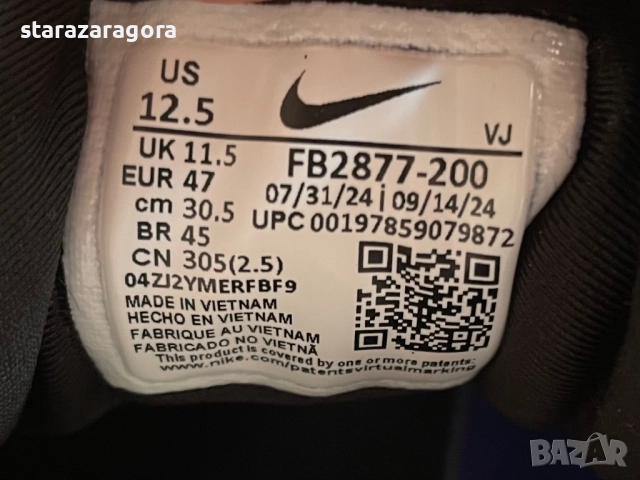 starazaragora
US
12.5
VJ
UK 11.5
FB2877-200
EUR 47
07/31/24 | 09/14/24
cm 30.5
UPC 00197859079872
BR 45
CN 305(2.5)
04ZJ2YMERFBF9
MADE IN VIETNAM
HECHO EN VIETNAM
FABRIQUE AU VIETNAM
FABRICADO NO VIETNÃ
This product is covered by one or more patents:
www.nike.com/patentsvirtualmarking
BAZAR
bg